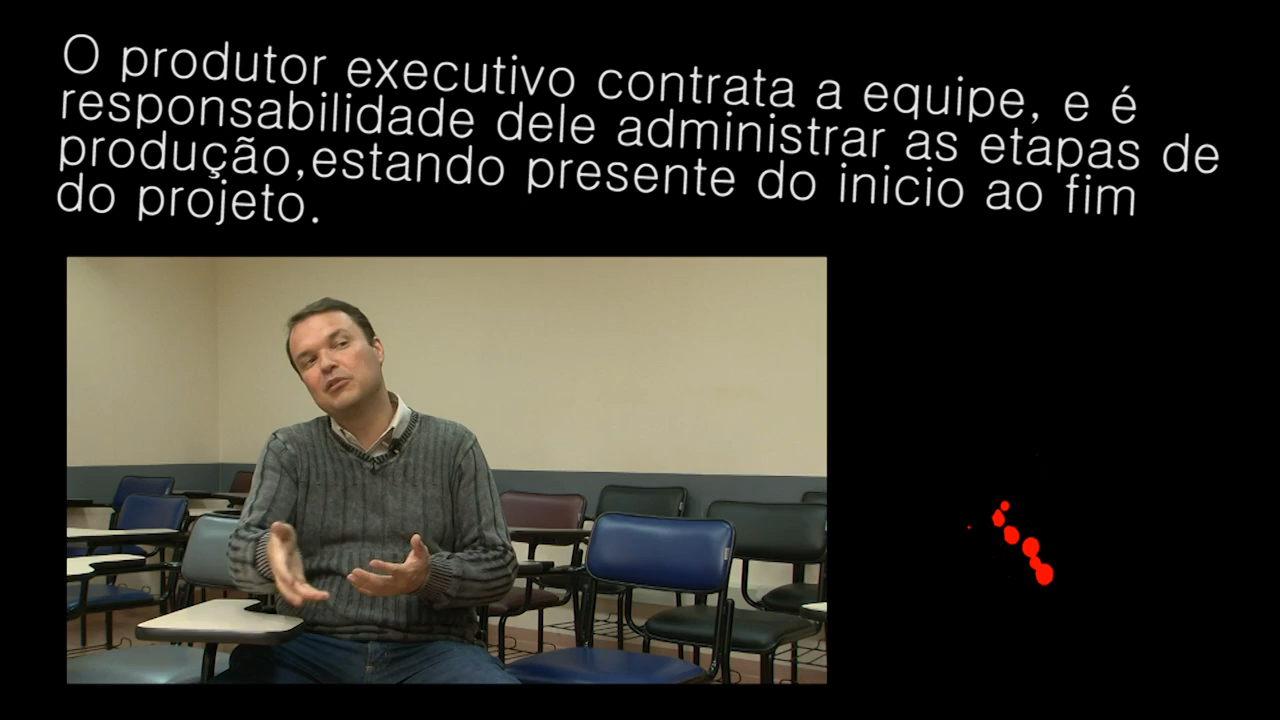 O produtor executivo contrata a equipe, e é
responsabilidade dele administrar as etapas de
produção,estando presente do inicio ao fim
do projeto.